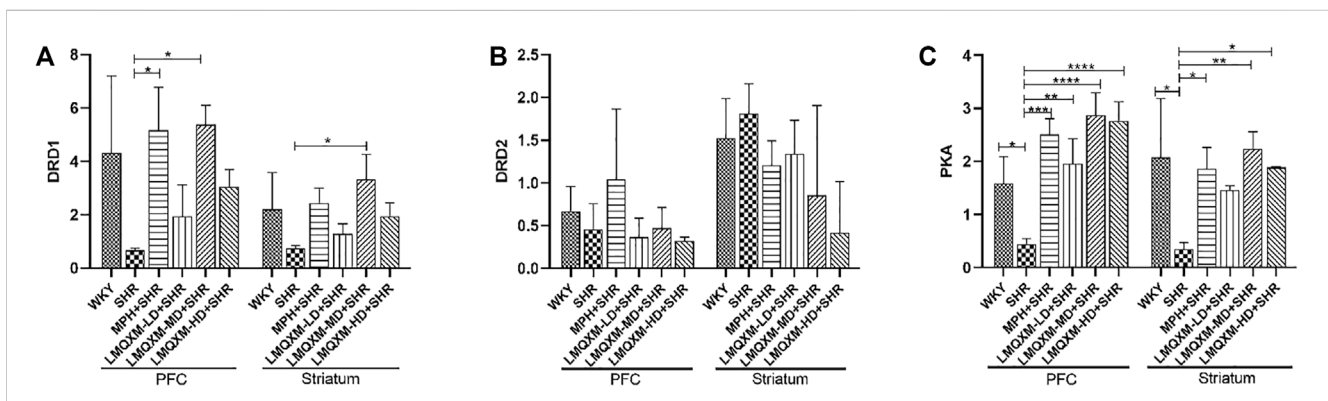 A
DRD1
8
6
4
2
0
*
*
*
WKY
SHR
MPH+SHR
LMQXM-LD+SHR
LMQXM-MD+SHR
LMQXM-HD+SHR
WKY
SHR
MPH+SHR
LMQXM-LD+SHR
LMQXM-MD+SHR
LMQXM-HD+SHR
PFC
Striatum
B
DRD2
2.5
2.0
1.5
1.0
0.5
0.0
WKY
SHR
MPH+SHR
LMQXM-LD+SHR
LMQXM-MD+SHR
LMQXM-HD+SHR
WKY
SHR
MPH+SHR
LMQXM-LD+SHR
LMQXM-MD+SHR
LMQXM-HD+SHR
PFC
Striatum
C
PKA
4
3
2
1
0
****
****
**
***
*
*
**
*
*
WKY
SHR
MPH+SHR
LMQXM-LD+SHR
LMQXM-MD+SHR
LMQXM-HD+SHR
WKY
SHR
MPH+SHR
LMQXM-LD+SHR
LMQXM-MD+SHR
LMQXM-HD+SHR
PFC
Striatum